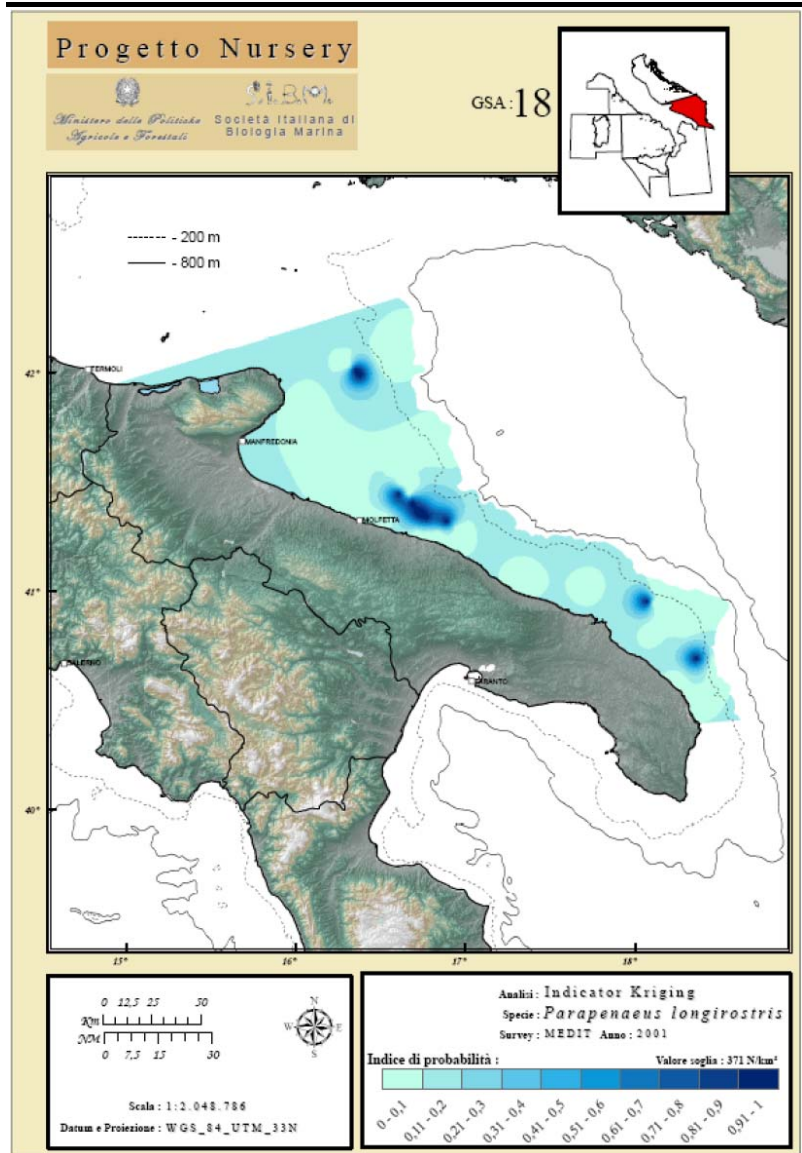 Progetto Nursery
Ministero delle Politiche
Agricole e Forestali
S.I.B.M.
Società Italiana di
Biologia Marina
GSA : 18
- 200 m
- 800 m
TERMOLI
42°
MANFREDONIA
MOLFETTA
41°
SALERNO
TARANTO
40°
15° 16° 17° 18°
0 12,5 25 50
Km
NM
0 7,5 15 30
N
W E
S
Scala : 1:2.048.786
Datum e Proiezione : WGS_84_UTM_33N
Analisi : Indicator Kriging
Specie : Parapenaeus longirostris
Survey : MEDIT Anno : 2001
Indice di probabilità : Valore soglia : 371 N/km²
0 - 0,1 0,11 - 0,2 0,21 - 0,3 0,31 - 0,4 0,41 - 0,5 0,51 - 0,6 0,61 - 0,7 0,71 - 0,8 0,81 - 0,9 0,91 - 1